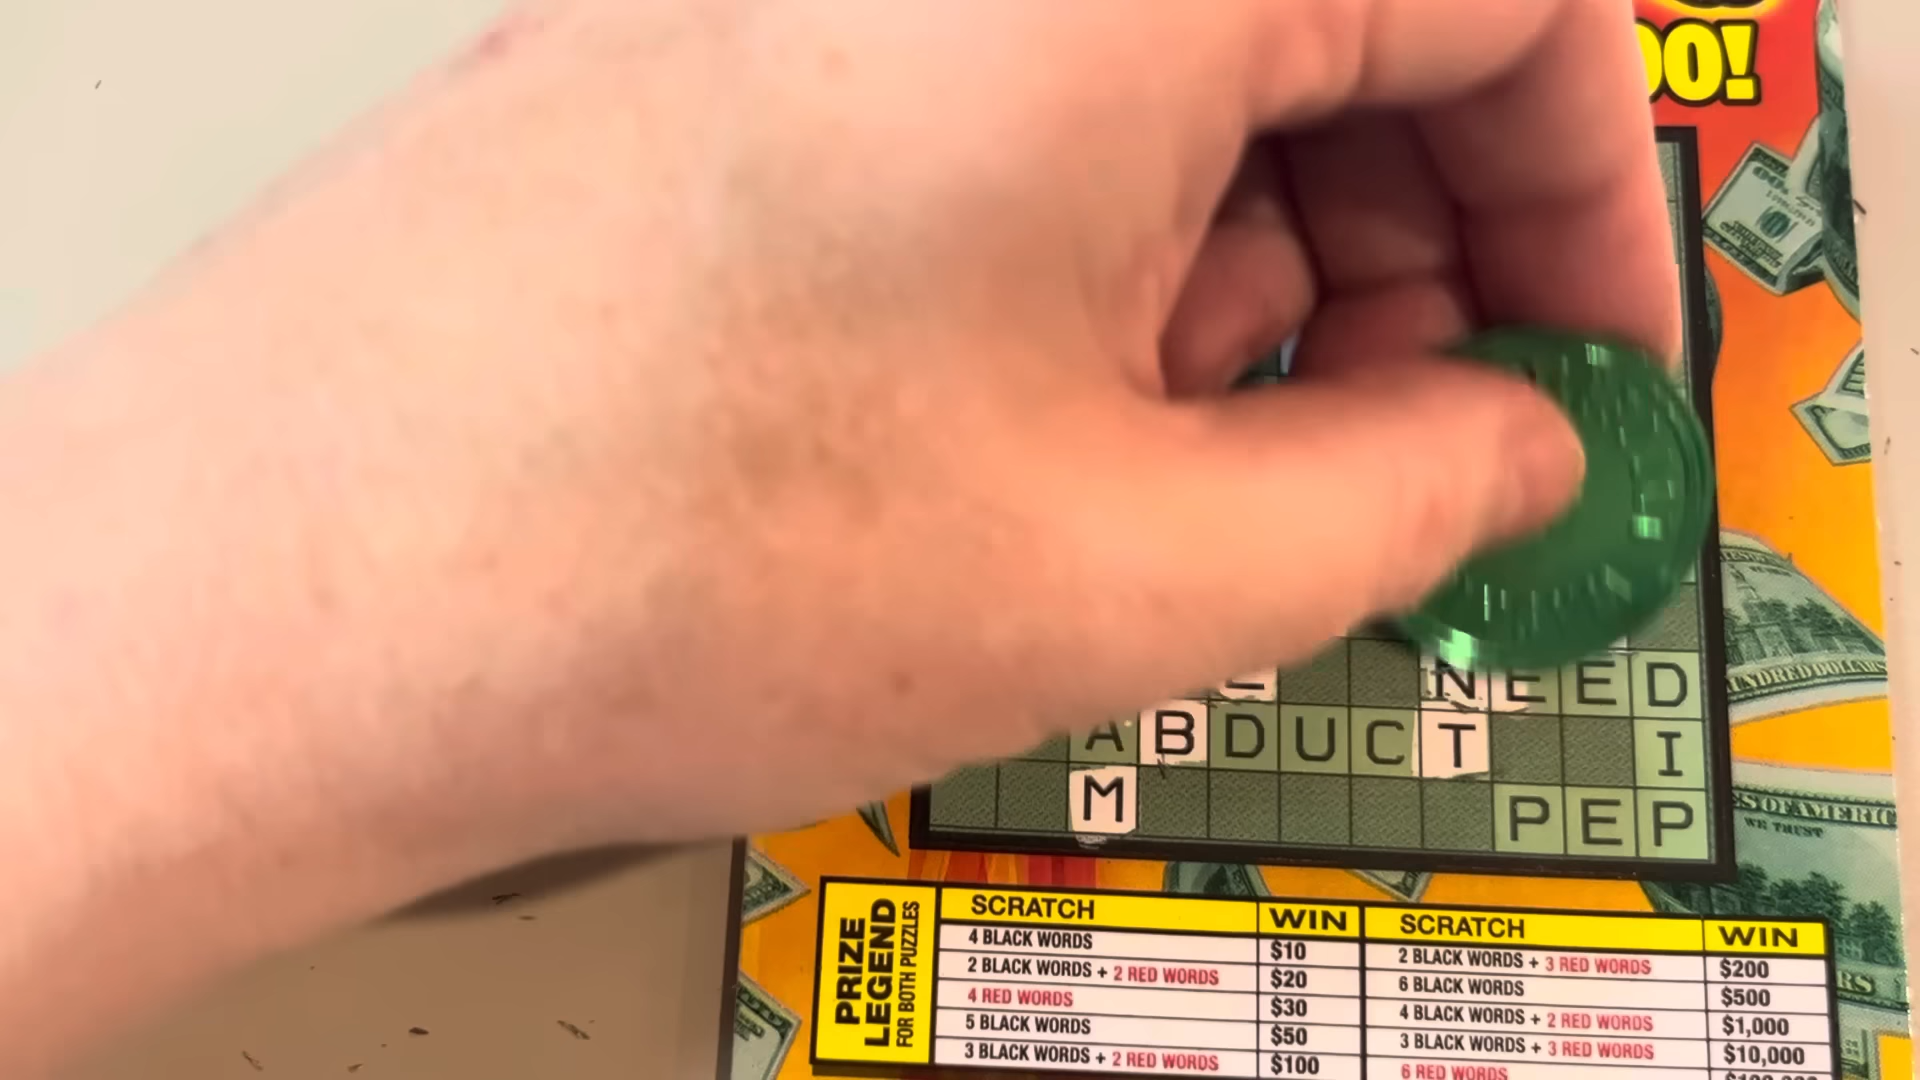 00!
NEED
ABDUCT
I
M
PEP
PRIZE LEGEND
FOR BOTH PUZZLES
SCRATCH WIN SCRATCH WIN
4 BLACK WORDS $10 2 BLACK WORDS + 3 RED WORDS $200
2 BLACK WORDS + 2 RED WORDS $20 6 BLACK WORDS $500
4 RED WORDS $30 4 BLACK WORDS + 2 RED WORDS $1,000
5 BLACK WORDS $50 3 BLACK WORDS + 3 RED WORDS $10,000
3 BLACK WORDS + 2 RED WORDS $100 6 RED WORDS
WE TRUST